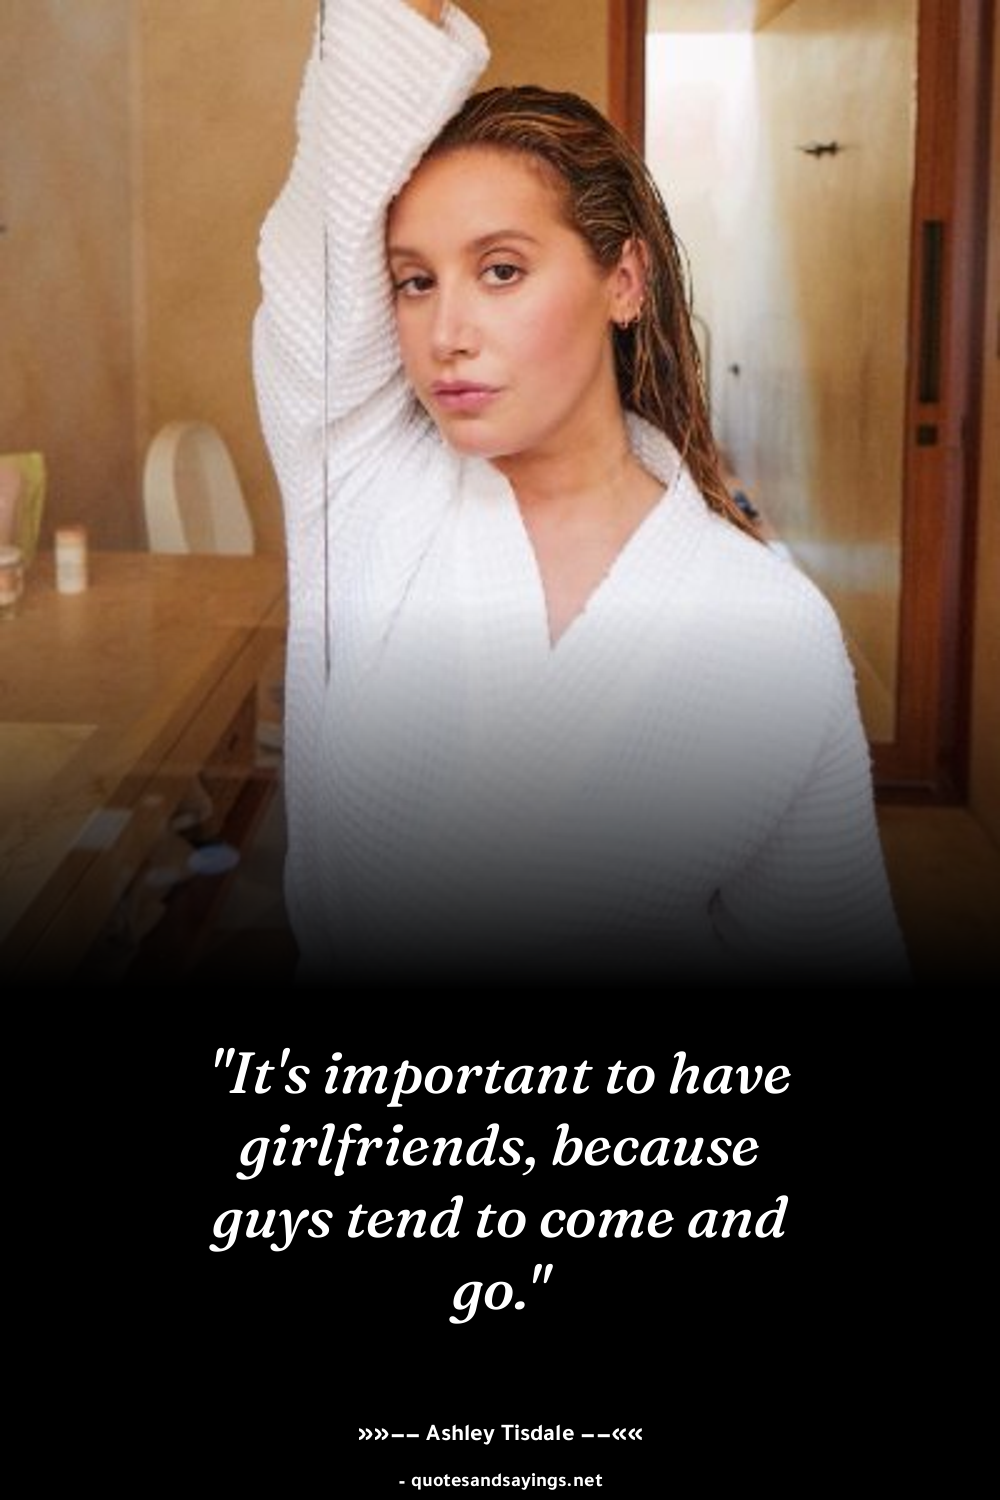 "It's important to have
girlfriends, because
guys tend to come and
go."
»»-- Ashley Tisdale --««
- quotesandsayings.net